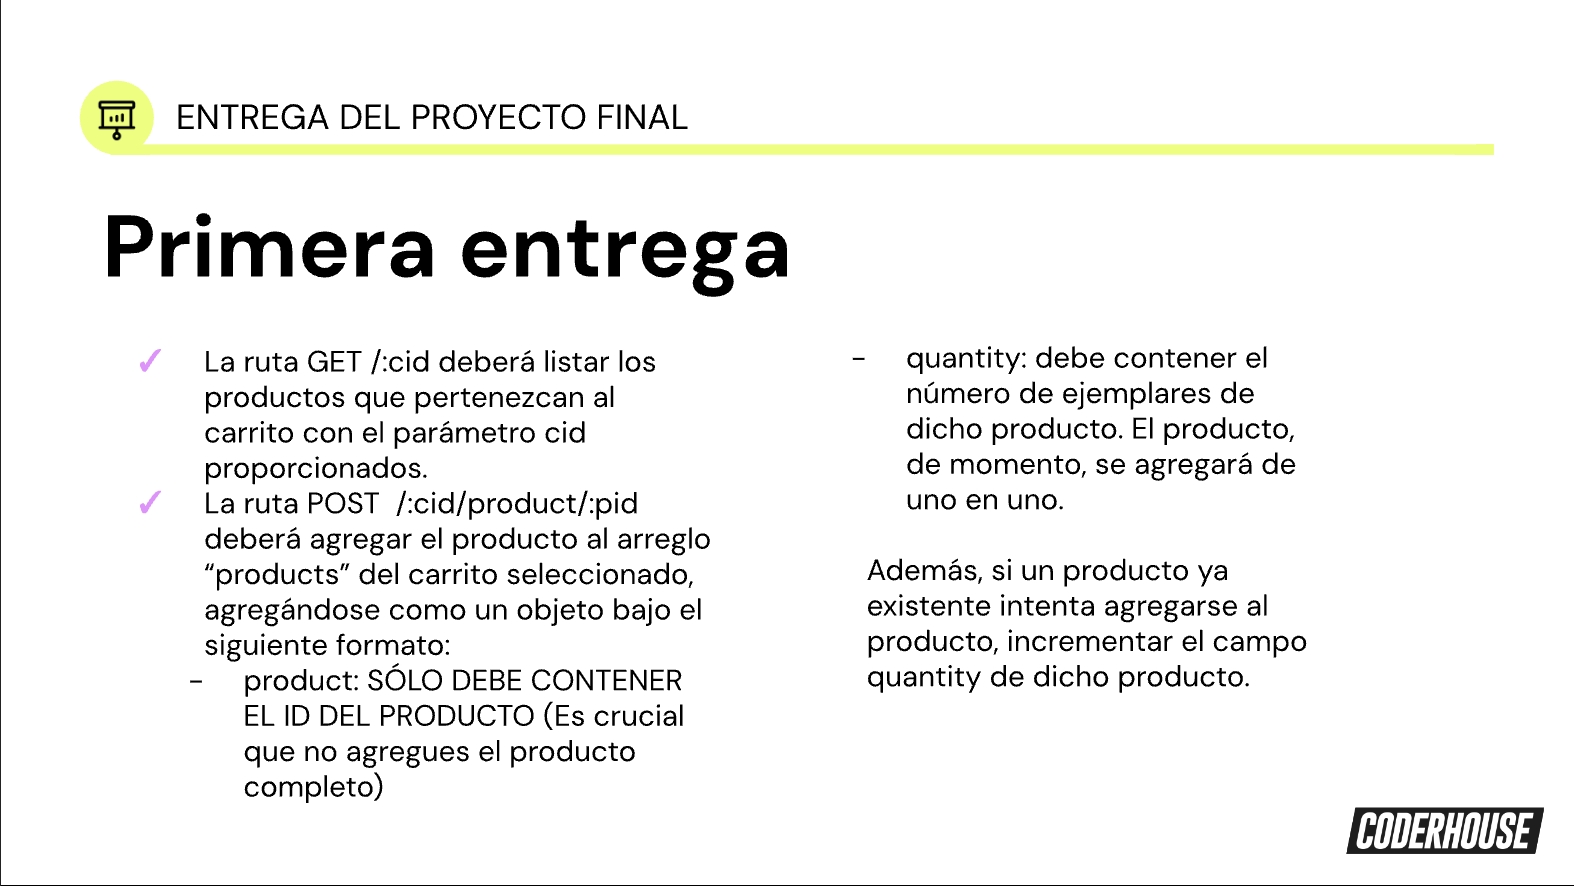 ENTREGA DEL PROYECTO FINAL
Primera entrega
✓ La ruta GET /:cid deberá listar los
productos que pertenezcan al
carrito con el parámetro cid
proporcionados.
✓ La ruta POST  /:cid/product/:pid
deberá agregar el producto al arreglo
“products” del carrito seleccionado,
agregándose como un objeto bajo el
siguiente formato:
- product: SÓLO DEBE CONTENER
EL ID DEL PRODUCTO (Es crucial
que no agregues el producto
completo)
- quantity: debe contener el
número de ejemplares de
dicho producto. El producto,
de momento, se agregará de
uno en uno.
Además, si un producto ya
existente intenta agregarse al
producto, incrementar el campo
quantity de dicho producto.
CODERHOUSE